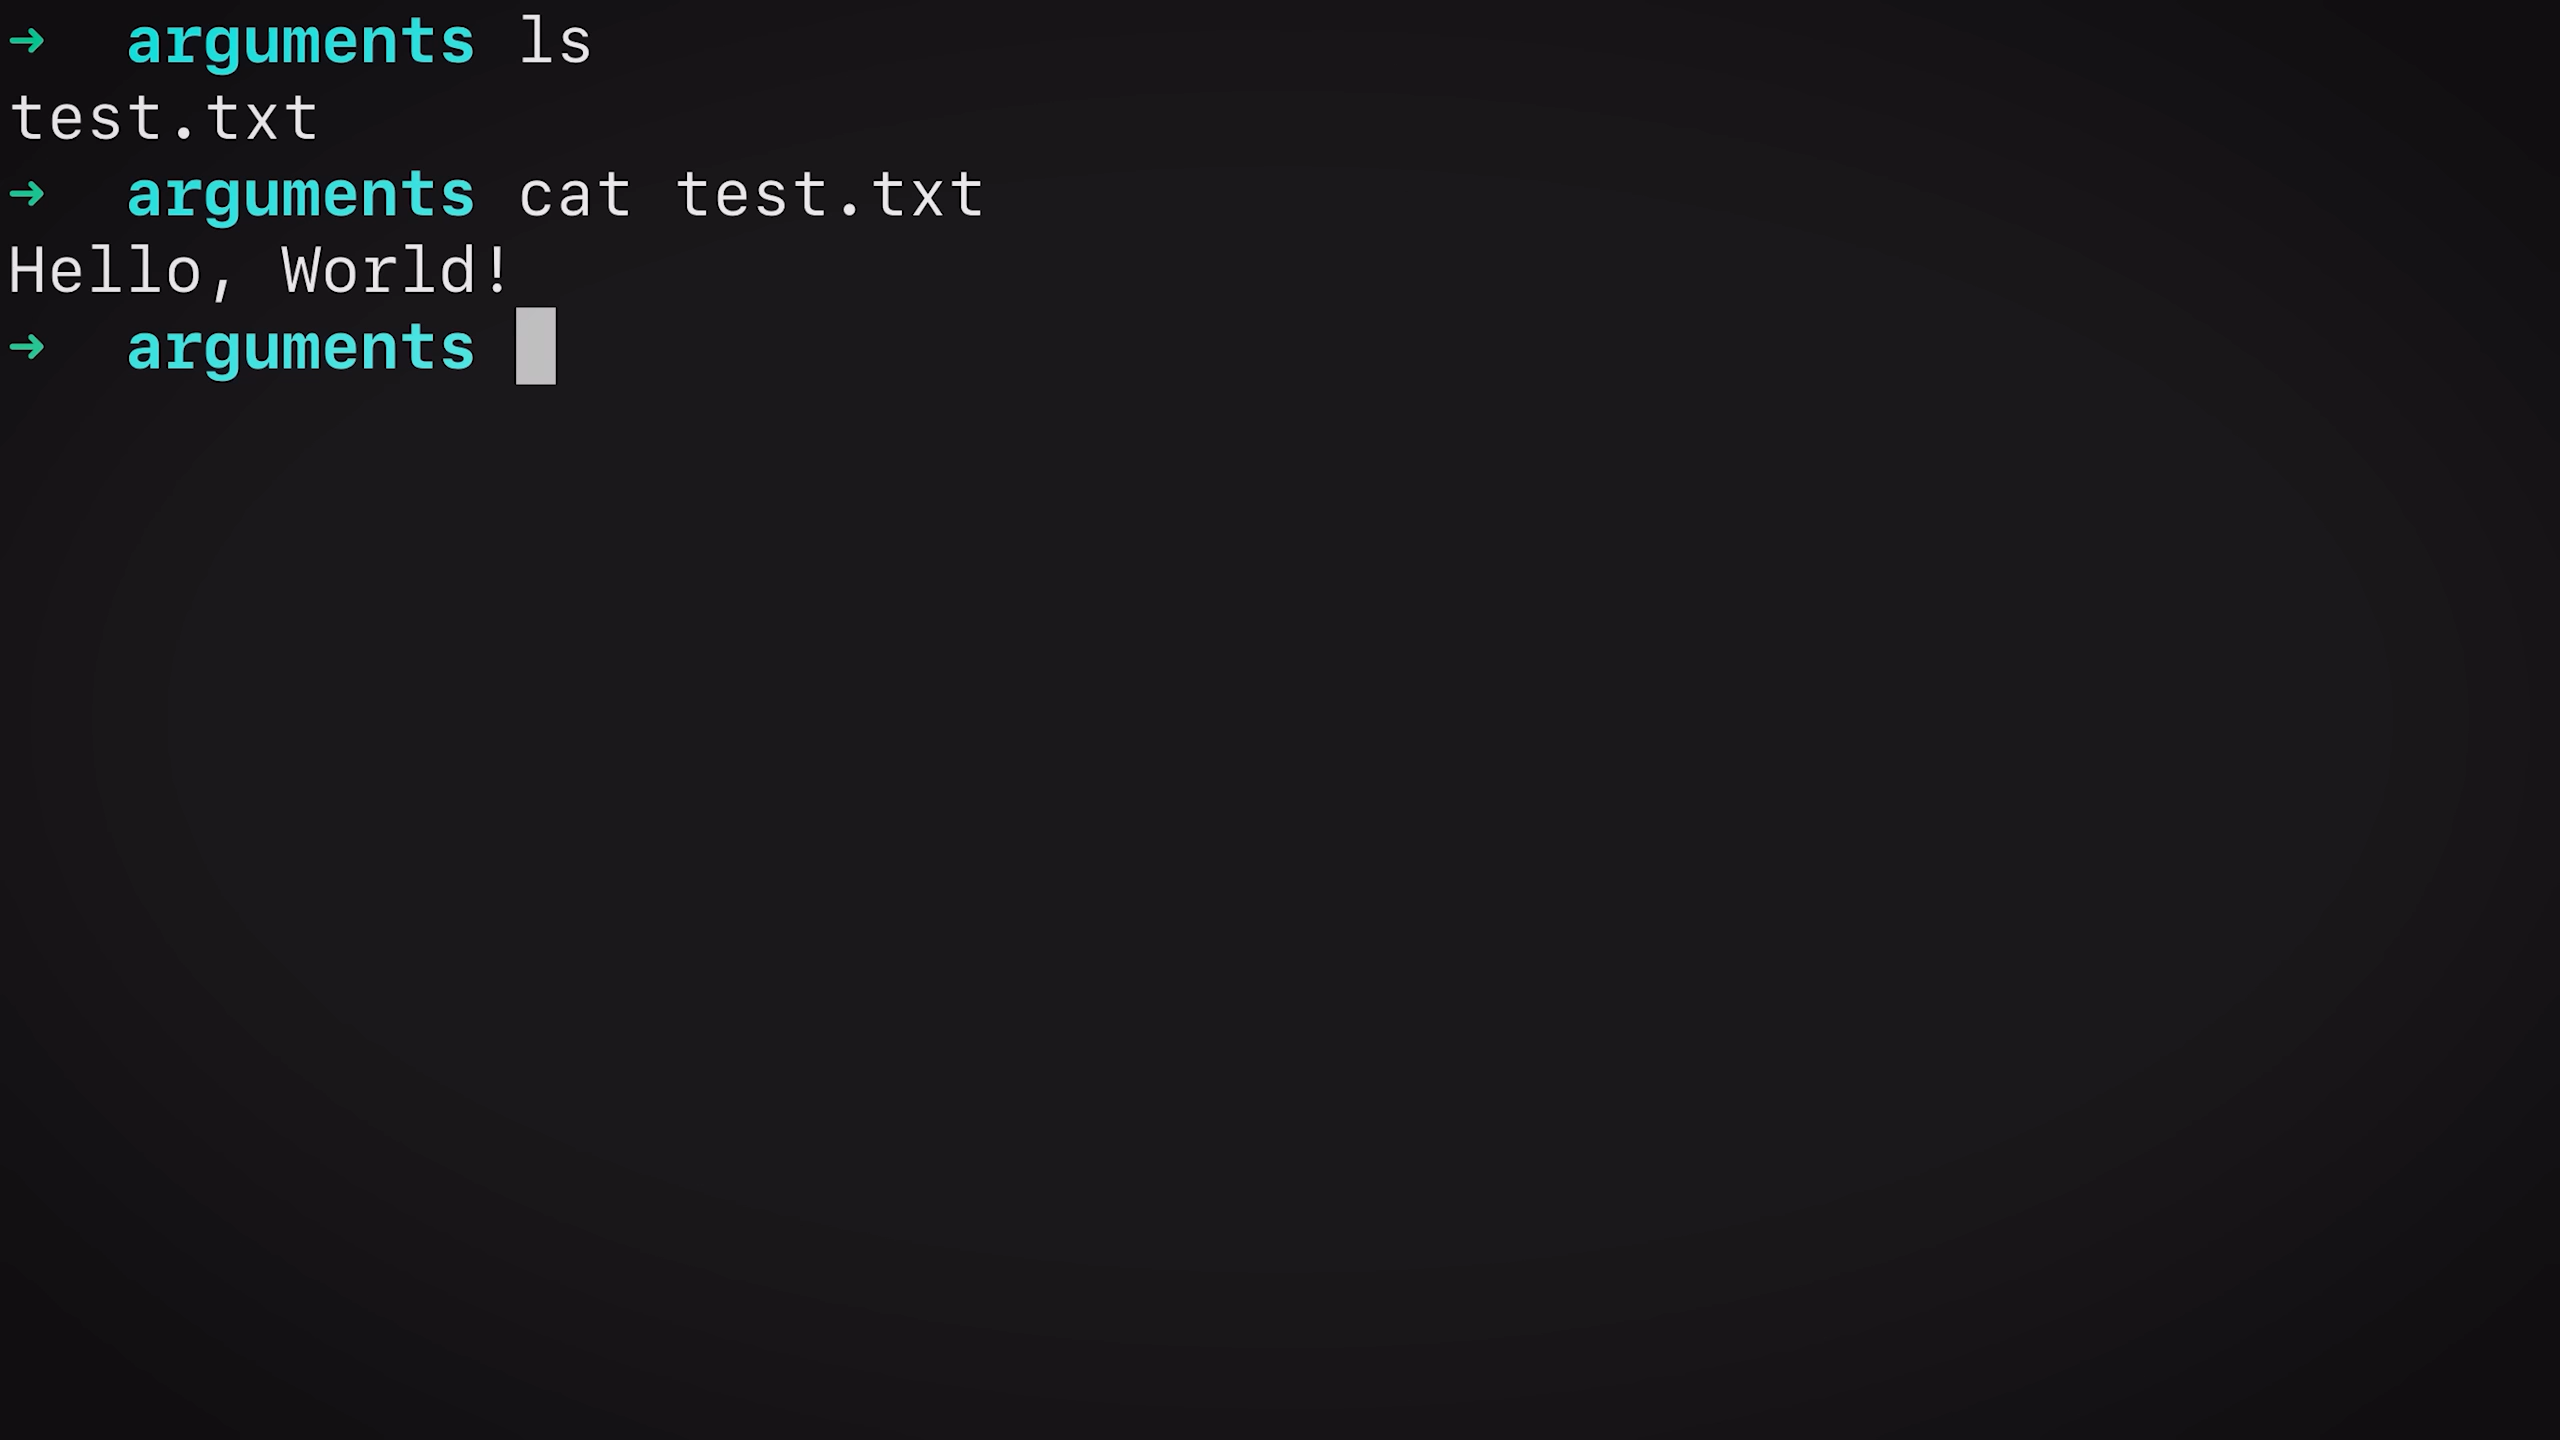 ➜  arguments ls
test.txt
➜  arguments cat test.txt
Hello, World!
➜  arguments